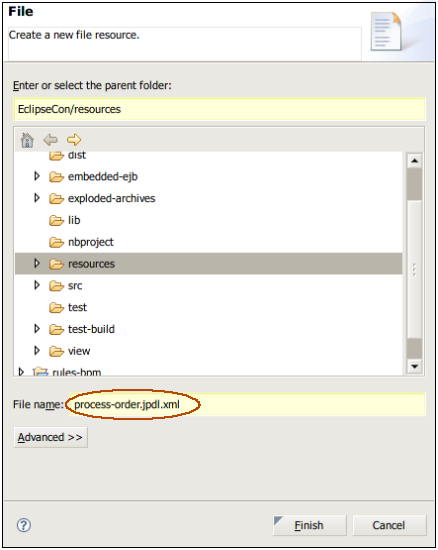 File
Create a new file resource.
Enter or select the parent folder:
EclipseCon/resources
dist
embedded-ejb
exploded-archives
lib
nbproject
resources
src
test
test-build
view
rules-bpm
File name: process-order.jpdl.xml
Advanced >>
? Finish Cancel